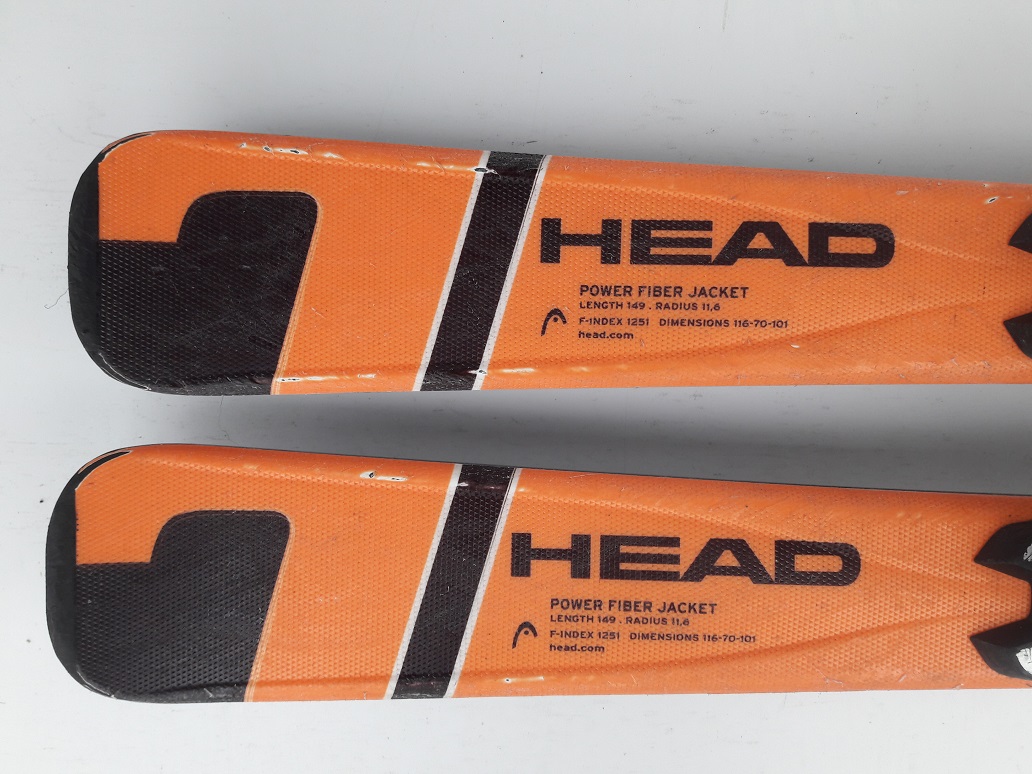 HEAD
POWER FIBER JACKET
LENGTH 149 . RADIUS 11,6
F-INDEX 1251 DIMENSIONS 116-70-101
head.com
HEAD
POWER FIBER JACKET
LENGTH 149 . RADIUS 11,6
F-INDEX 1251 DIMENSIONS 116-70-101
head.com